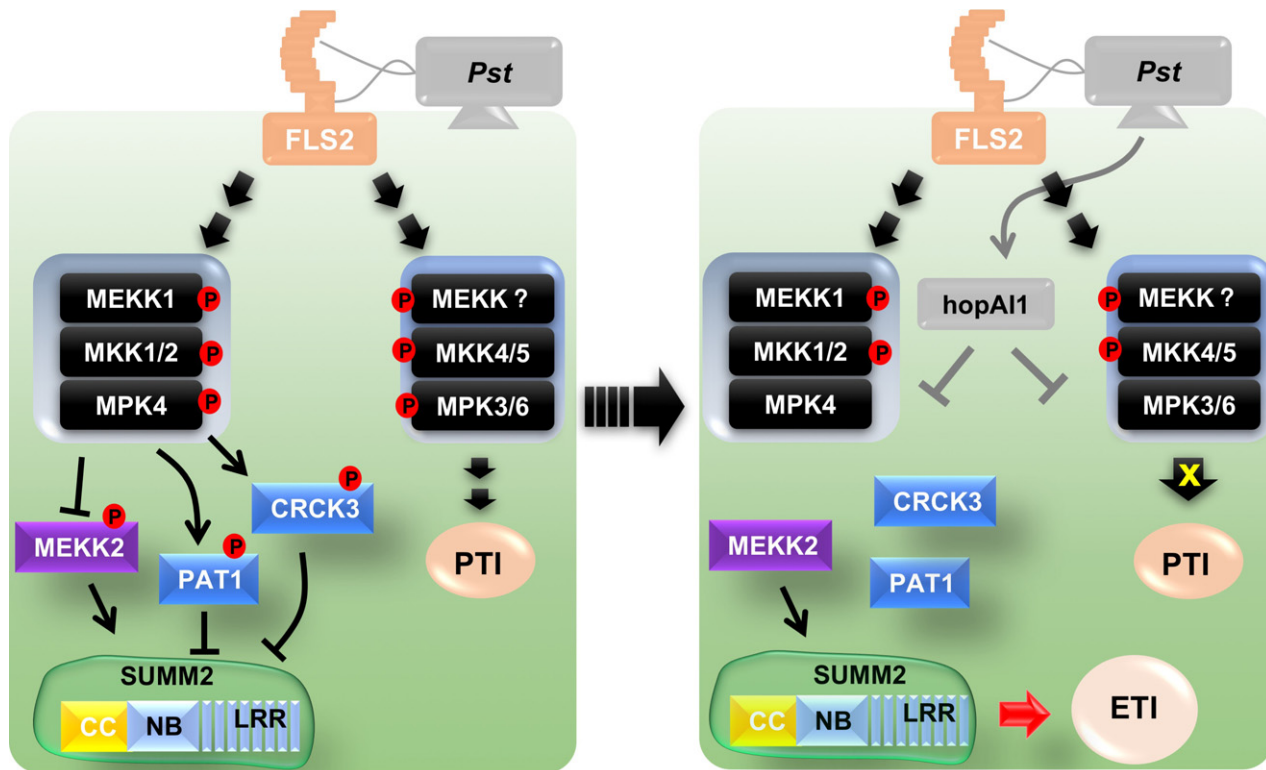 Pst
FLS2
MEKK1 P
MKK1/2 P
MPK4 P
P MEKK ?
P MKK4/5
P MPK3/6
P
CRCK3
P
MEKK2
P
PAT1
PTI
SUMM2
CC NB LRR
Pst
FLS2
MEKK1 P
MKK1/2 P
MPK4
hopAI1
P MEKK ?
P MKK4/5
MPK3/6
X
CRCK3
MEKK2
PAT1
PTI
SUMM2
CC NB LRR
ETI